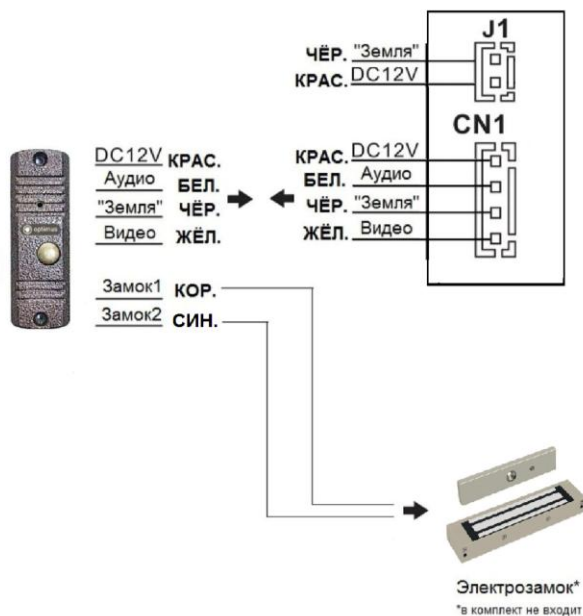 J1
ЧЁР. "Земля"
КРАС. DC12V
CN1
DC12V КРАС.
Аудио БЕЛ.
"Земля" ЧЁР.
Видео ЖЁЛ.
КРАС. DC12V
БЕЛ. Аудио
ЧЁР. "Земля"
ЖЁЛ. Видео
optimus
Замок1 КОР.
Замок2 СИН.
Электрозамок*
*в комплект не входит